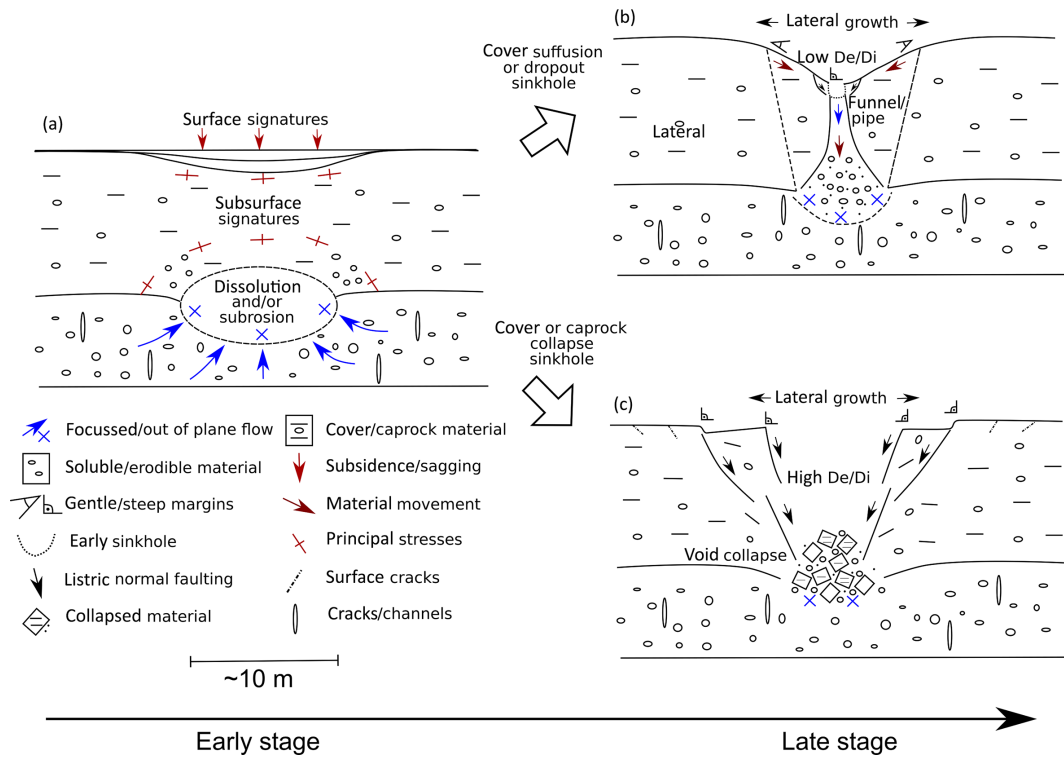 (a)
Surface signatures
Subsurface
signatures
Dissolution
and/or
subrosion
Cover suffusion
or dropout
sinkhole
Cover or caprock
collapse
sinkhole
(b)
Lateral growth
Low De/Di
Funnel/
pipe
Lateral
(c)
Lateral growth
High De/Di
Void collapse
Focussed/out of plane flow
Soluble/erodible material
Gentle/steep margins
Early sinkhole
Listric normal faulting
Collapsed material
Cover/caprock material
Subsidence/sagging
Material movement
Principal stresses
Surface cracks
Cracks/channels
~10 m
Early stage
Late stage